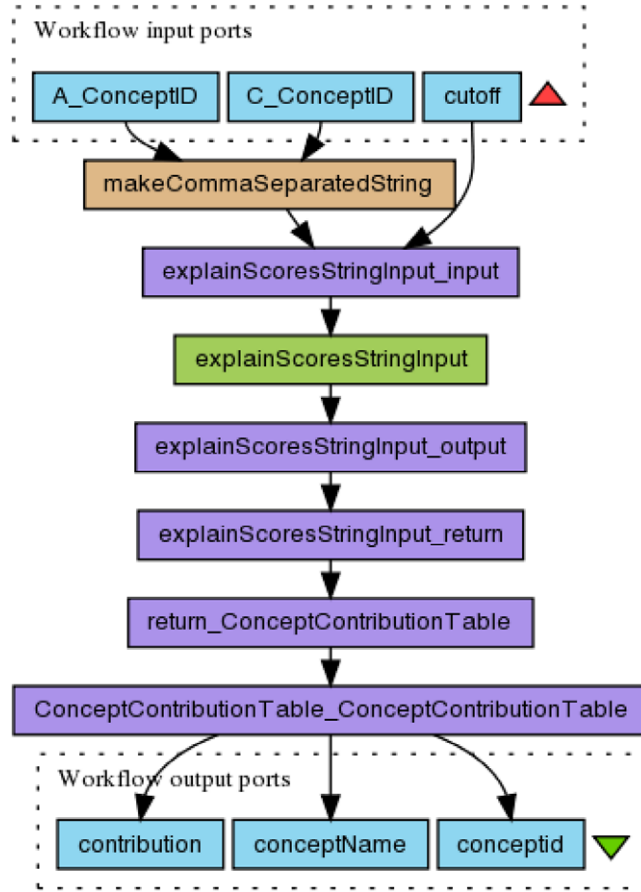 Workflow input ports
A_ConceptID C_ConceptID cutoff
makeCommaSeparatedString
explainScoresStringInput_input
explainScoresStringInput
explainScoresStringInput_output
explainScoresStringInput_return
return_ConceptContributionTable
ConceptContributionTable_ConceptContributionTable
Workflow output ports
contribution conceptName conceptid